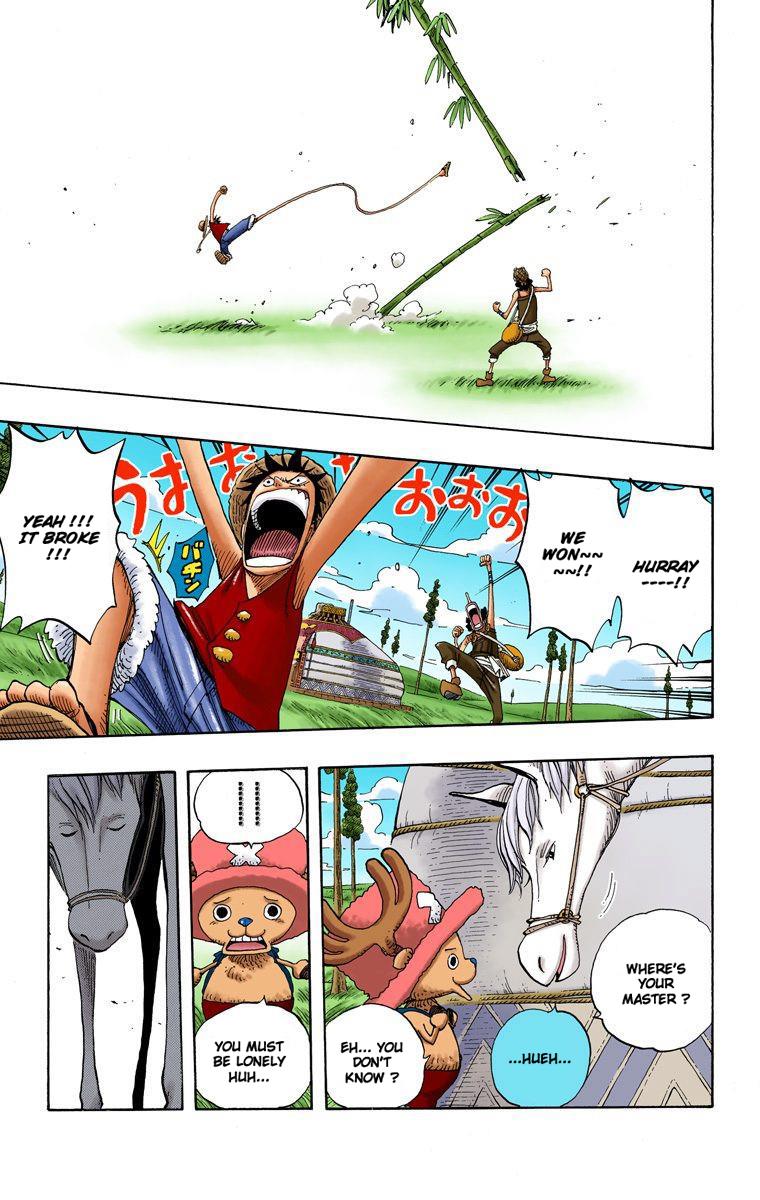 HURRAY
----!!
WE
WON~~
~~!!
おおお
うおお
バチン
YEAH !!!
IT BROKE
!!!
WHERE'S
YOUR
MASTER ?
...HUEH...
EH... YOU
DON'T
KNOW ?
YOU MUST
BE LONELY
HUH...